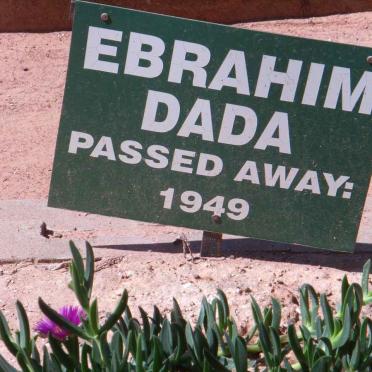 EBRAHIM
DADA
PASSED AWAY:
1949